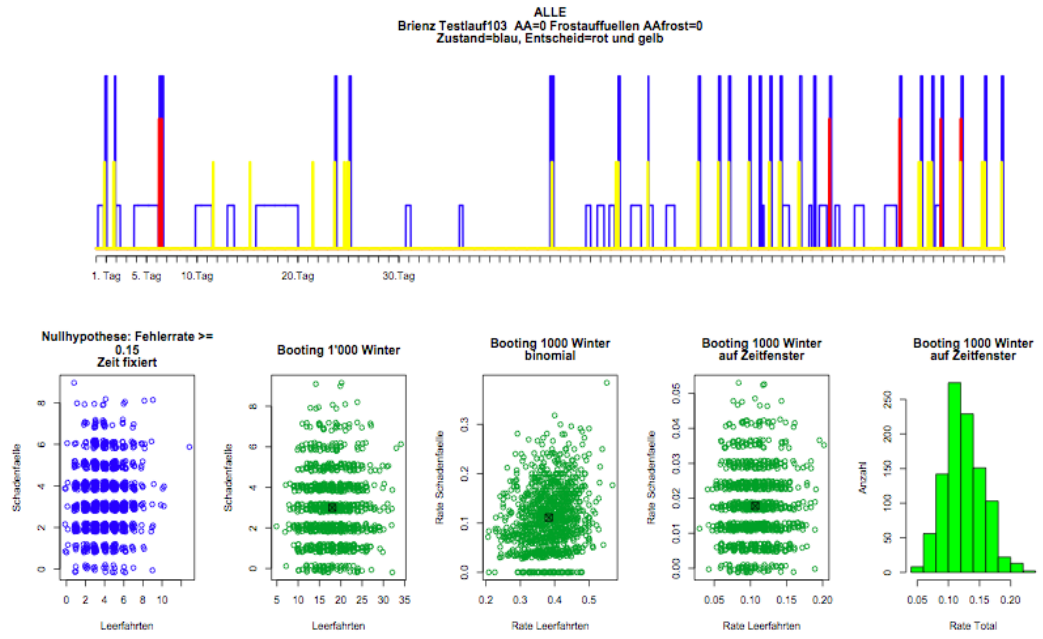 ALLE
Brienz Testlauf103 AA=0 Frostauffuellen AAfrost=0
Zustand=blau, Entscheid=rot und gelb
1. Tag 5. Tag 10.Tag 20.Tag 30.Tag
Nullhypothese: Fehlerrate >=
0.15
Zeit fixiert
Schadenfaelle
0 2 4 6 8
0 2 4 6 8 10
Leerfahrten
Booting 1'000 Winter
Schadenfaelle
0 2 4 6 8
5 10 15 20 25 30 35
Leerfahrten
Booting 1000 Winter
binomial
Rate Schadenfaelle
0.0 0.1 0.2 0.3
0.2 0.3 0.4 0.5
Rate Leerfahrten
Booting 1000 Winter
auf Zeitfenster
Rate Schadenfaelle
0.00 0.01 0.02 0.03 0.04 0.05
0.05 0.10 0.15 0.20
Rate Leerfahrten
Booting 1000 Winter
auf Zeitfenster
Anzahl
0 50 100 150 200 250
0.05 0.10 0.15 0.20
Rate Total